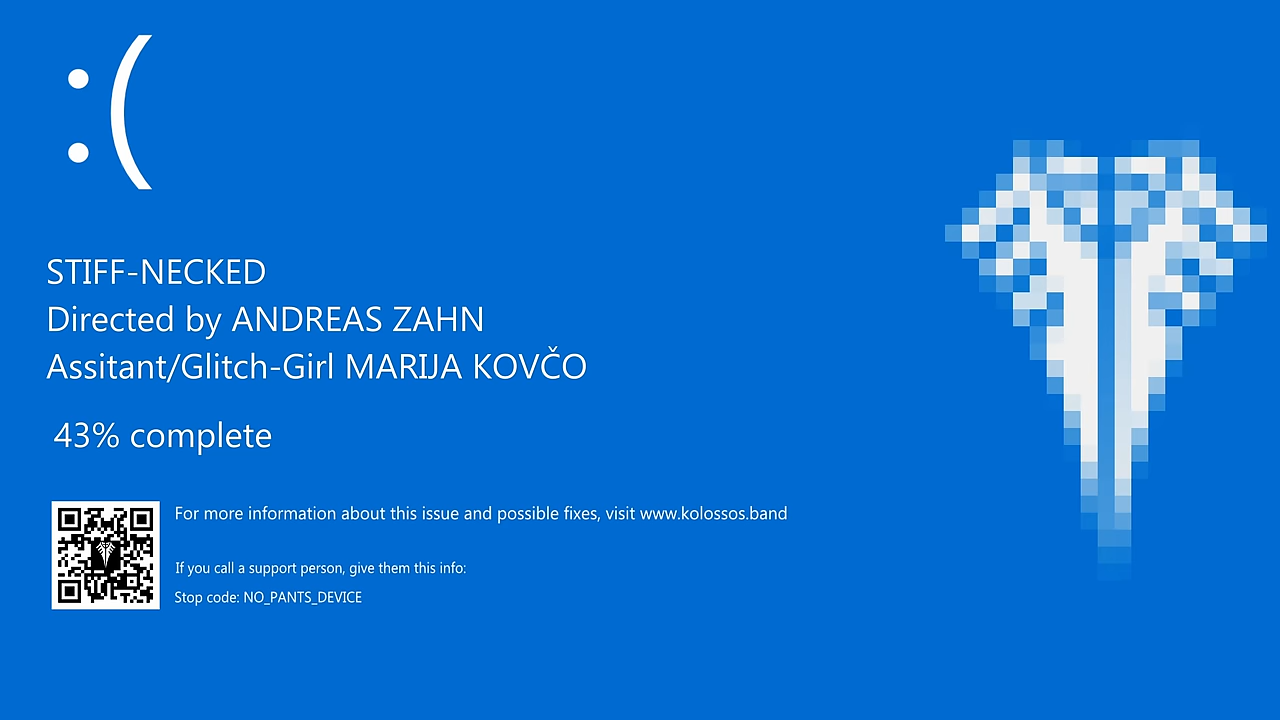 :(
STIFF-NECKED
Directed by ANDREAS ZAHN
Assitant/Glitch-Girl MARIJA KOVČO
43% complete
For more information about this issue and possible fixes, visit www.kolossos.band
If you call a support person, give them this info:
Stop code: NO_PANTS_DEVICE